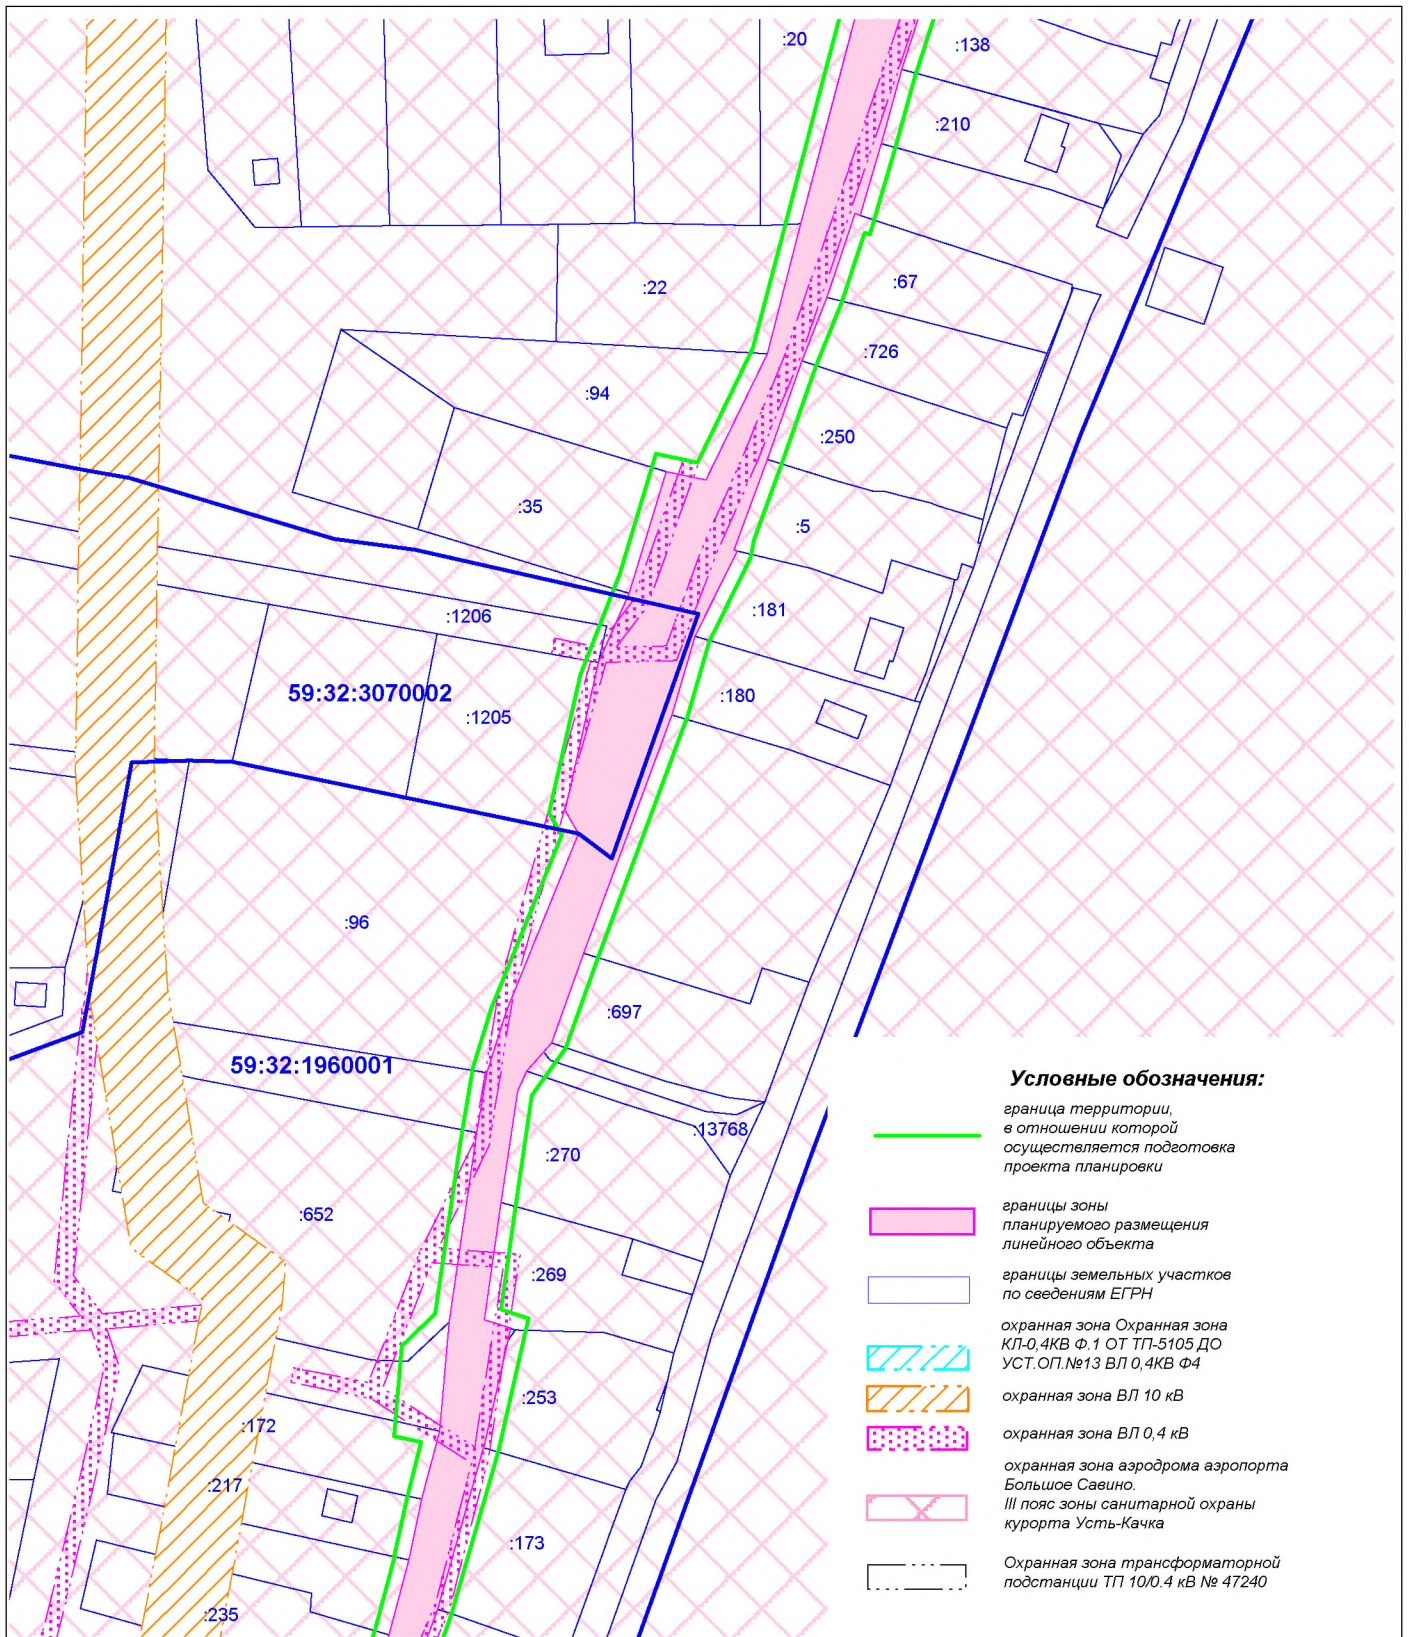 :20
:138
:210
:22
:67
:726
:94
:250
:35
:5
:1206
:181
59:32:3070002
:1205
:180
:96
:697
59:32:1960001
:13768
:270
:652
:269
:253
:172
:217
:173
:235
Условные обозначения:
граница территории,
в отношении которой
осуществляется подготовка
проекта планировки
границы зоны
планируемого размещения
линейного объекта
границы земельных участков
по сведениям ЕГРН
охранная зона Охранная зона
КЛ-0,4КВ Ф.1 ОТ ТП-5105 ДО
УСТ.ОП.№13 ВЛ 0,4КВ Ф4
охранная зона ВЛ 10 кВ
охранная зона ВЛ 0,4 кВ
охранная зона аэродрома аэропорта
Большое Савино.
III пояс зоны санитарной охраны
курорта Усть-Качка
Охранная зона трансформаторной
подстанции ТП 10/0.4 кВ № 47240